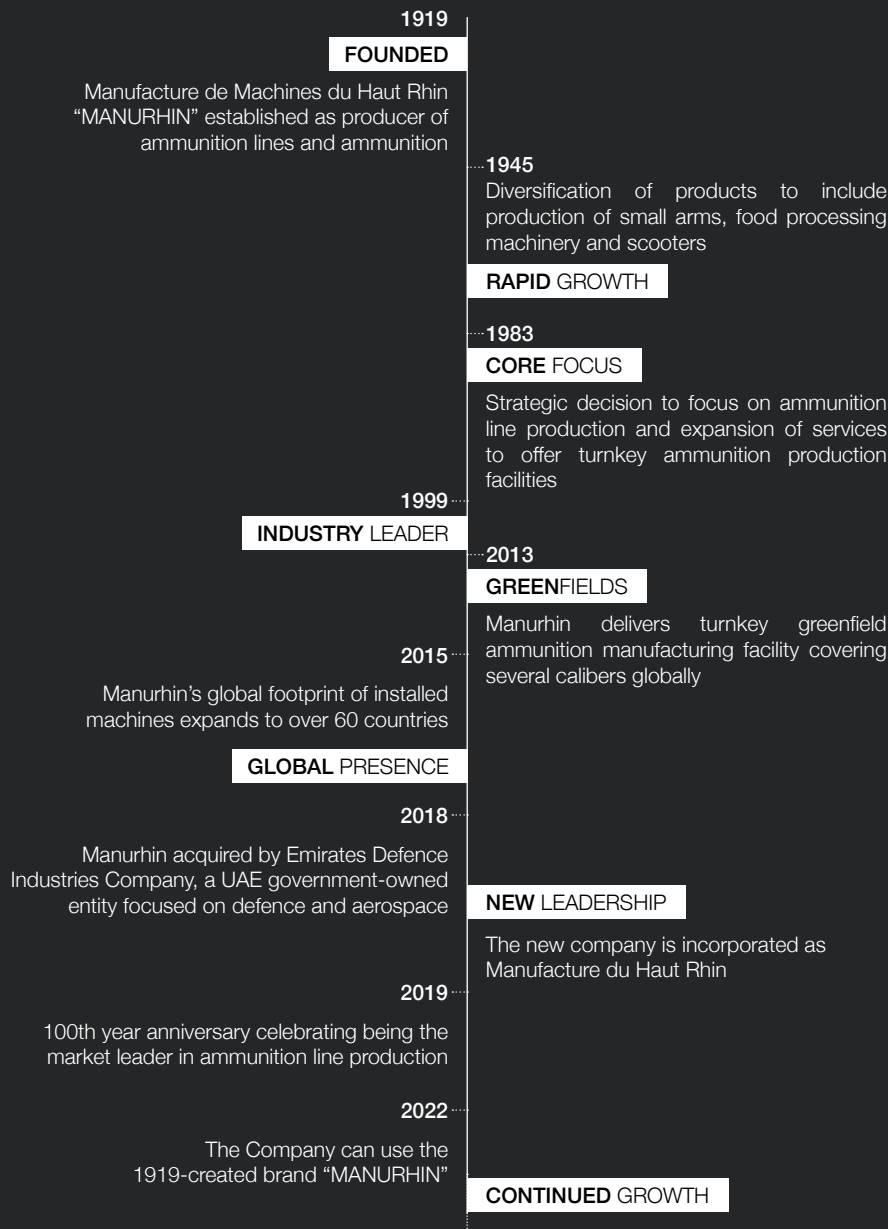 1919
FOUNDED
Manufacture de Machines du Haut Rhin
“MANURHIN” established as producer of
ammunition lines and ammunition
1945
Diversification of products to include
production of small arms, food processing
machinery and scooters
RAPID GROWTH
1983
CORE FOCUS
Strategic decision to focus on ammunition
line production and expansion of services
to offer turnkey ammunition production
facilities
1999
INDUSTRY LEADER
2013
GREENFIELDS
Manurhin delivers turnkey greenfield
ammunition manufacturing facility covering
several calibers globally
2015
Manurhin’s global footprint of installed
machines expands to over 60 countries
GLOBAL PRESENCE
2018
Manurhin acquired by Emirates Defence
Industries Company, a UAE government-owned
entity focused on defence and aerospace
NEW LEADERSHIP
The new company is incorporated as
Manufacture du Haut Rhin
2019
100th year anniversary celebrating being the
market leader in ammunition line production
2022
The Company can use the
1919-created brand “MANURHIN”
CONTINUED GROWTH